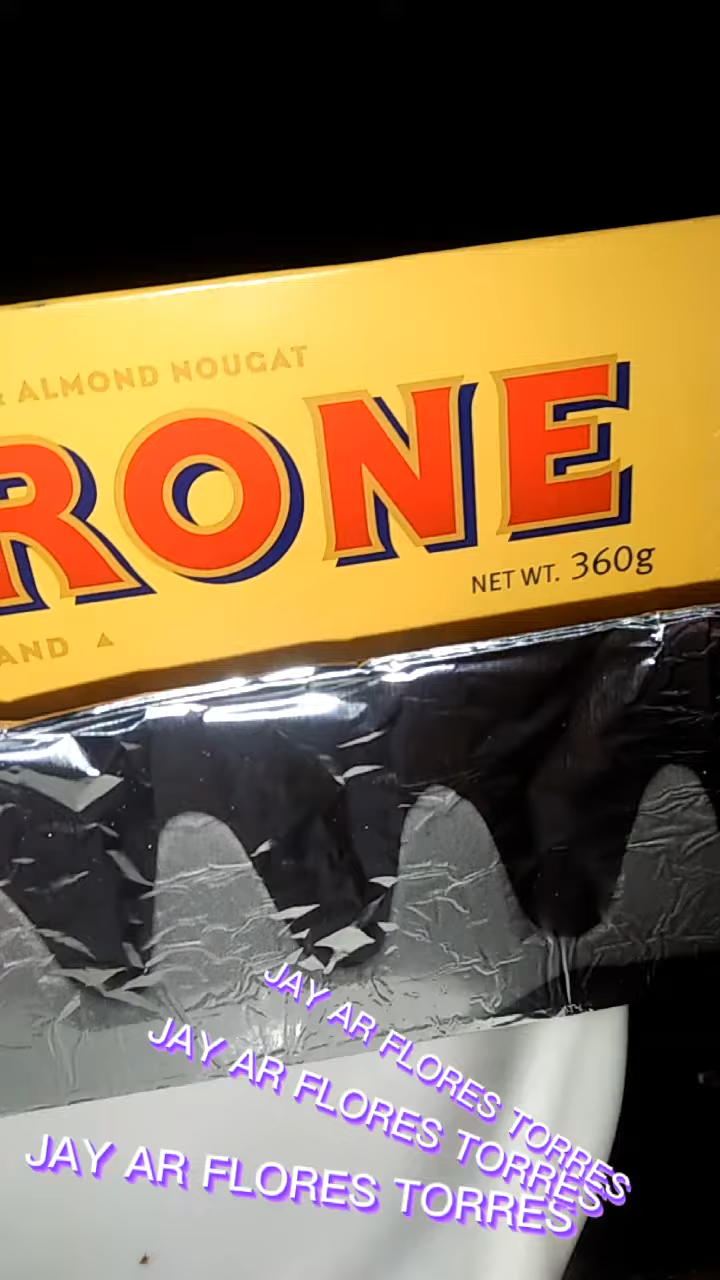 & ALMOND NOUGAT
RONE
NET WT. 360g
AND
JAY AR FLORES TORRES
JAY AR FLORES TORRES
JAY AR FLORES TORRES